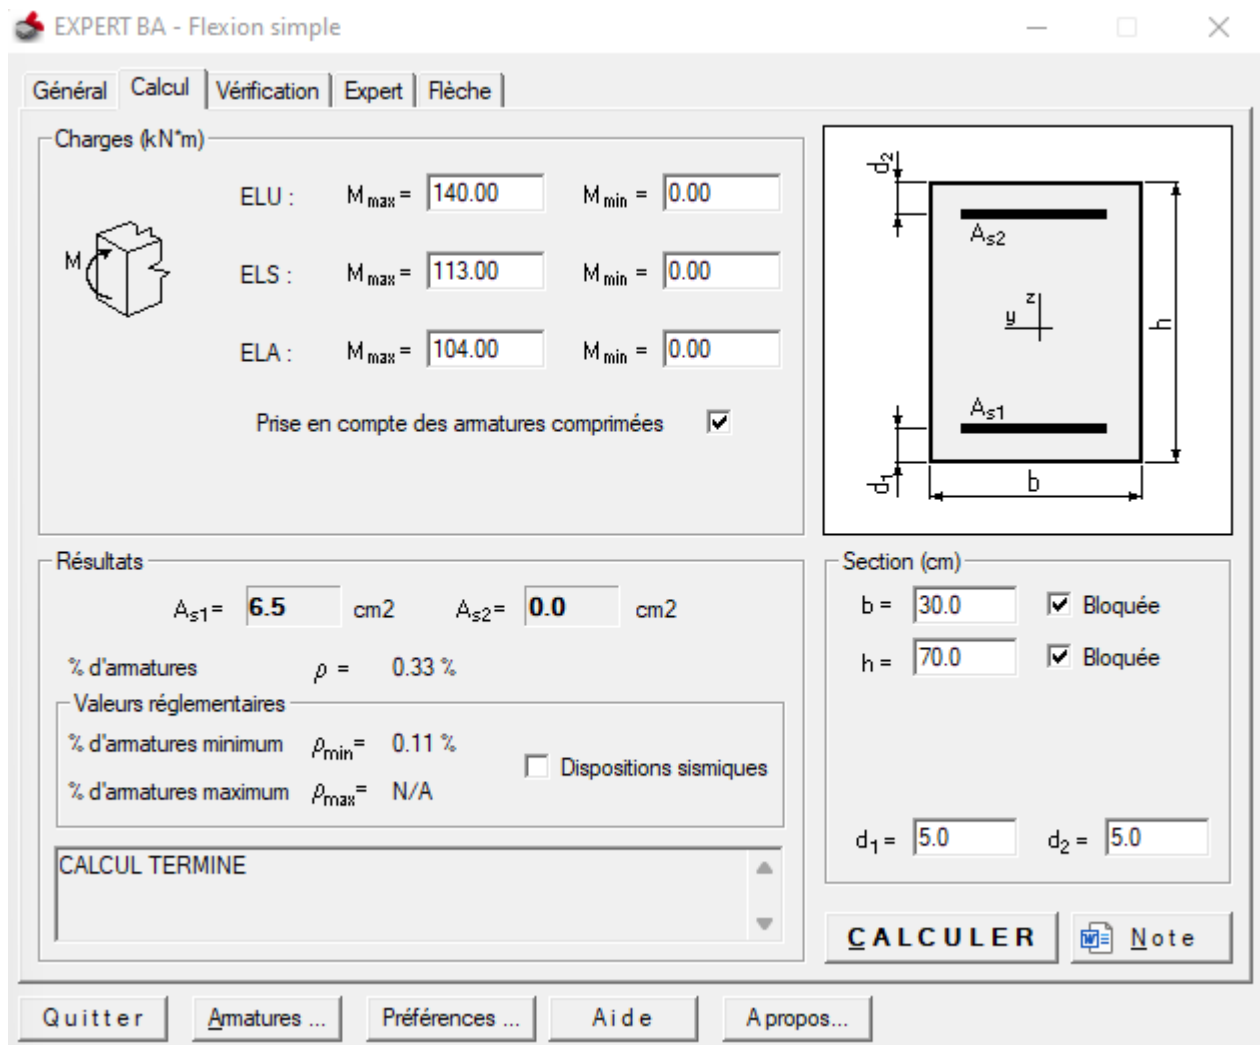 EXPERT BA - Flexion simple
Général Calcul Vérification Expert Flèche
Charges (kN*m)
ELU : M max = 140.00 M min = 0.00
ELS : M max = 113.00 M min = 0.00
ELA : M max = 104.00 M min = 0.00
M
Prise en compte des armatures comprimées
d2
As2
z
y
h
As1
d1
b
Résultats
As1= 6.5 cm2 As2= 0.0 cm2
% d'armatures ρ = 0.33 %
Valeurs réglementaires
% d'armatures minimum ρmin= 0.11 %
Dispositions sismiques
% d'armatures maximum ρmax= N/A
CALCUL TERMINE
Section (cm)
b = 30.0 Bloquée
h = 70.0 Bloquée
d1 = 5.0 d2 = 5.0
CALCULER Note
Quitter Armatures ... Préférences ... Aide A propos...